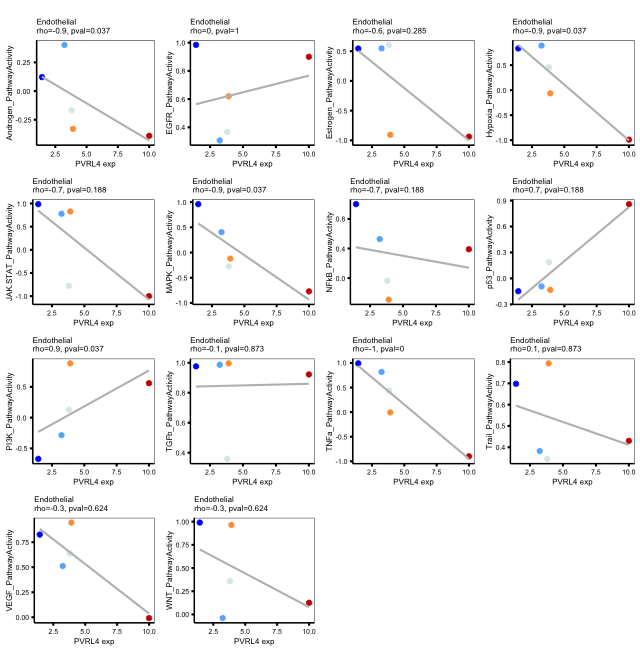 Endothelial
rho=-0.9, pval=0.037
Androgen_PathwayActivity
0.25
0.00
-0.25
2.5 5.0 7.5 10.0
PVRL4 exp
Endothelial
rho=0, pval=1
EGFR_PathwayActivity
1.0
0.8
0.6
0.4
2.5 5.0 7.5 10.0
PVRL4 exp
Endothelial
rho=-0.6, pval=0.285
Estrogen_PathwayActivity
0.5
0.0
-0.5
-1.0
2.5 5.0 7.5 10.0
PVRL4 exp
Endothelial
rho=-0.9, pval=0.037
Hypoxia_PathwayActivity
0.5
0.0
-0.5
-1.0
2.5 5.0 7.5 10.0
PVRL4 exp
Endothelial
rho=-0.7, pval=0.188
JAK-STAT_PathwayActivity
1.0
0.5
0.0
-0.5
-1.0
2.5 5.0 7.5 10.0
PVRL4 exp
Endothelial
rho=-0.9, pval=0.037
MAPK_PathwayActivity
1.0
0.5
0.0
-0.5
-1.0
2.5 5.0 7.5 10.0
PVRL4 exp
Endothelial
rho=-0.7, pval=0.188
NFkB_PathwayActivity
0.8
0.4
0.0
2.5 5.0 7.5 10.0
PVRL4 exp
Endothelial
rho=0.7, pval=0.188
p53_PathwayActivity
0.9
0.6
0.3
0.0
-0.3
2.5 5.0 7.5 10.0
PVRL4 exp
Endothelial
rho=0.9, pval=0.037
PI3K_PathwayActivity
0.5
0.0
-0.5
2.5 5.0 7.5 10.0
PVRL4 exp
Endothelial
rho=-0.1, pval=0.873
TGFb_PathwayActivity
1.0
0.8
0.6
0.4
2.5 5.0 7.5 10.0
PVRL4 exp
Endothelial
rho=-1, pval=0
TNFa_PathwayActivity
1.0
0.5
0.0
-0.5
-1.0
2.5 5.0 7.5 10.0
PVRL4 exp
Endothelial
rho=0.1, pval=0.873
Trail_PathwayActivity
0.8
0.7
0.6
0.5
0.4
2.5 5.0 7.5 10.0
PVRL4 exp
Endothelial
rho=-0.3, pval=0.624
VEGF_PathwayActivity
0.75
0.50
0.25
0.00
2.5 5.0 7.5 10.0
PVRL4 exp
Endothelial
rho=-0.3, pval=0.624
WNT_PathwayActivity
1.00
0.75
0.50
0.25
0.00
2.5 5.0 7.5 10.0
PVRL4 exp